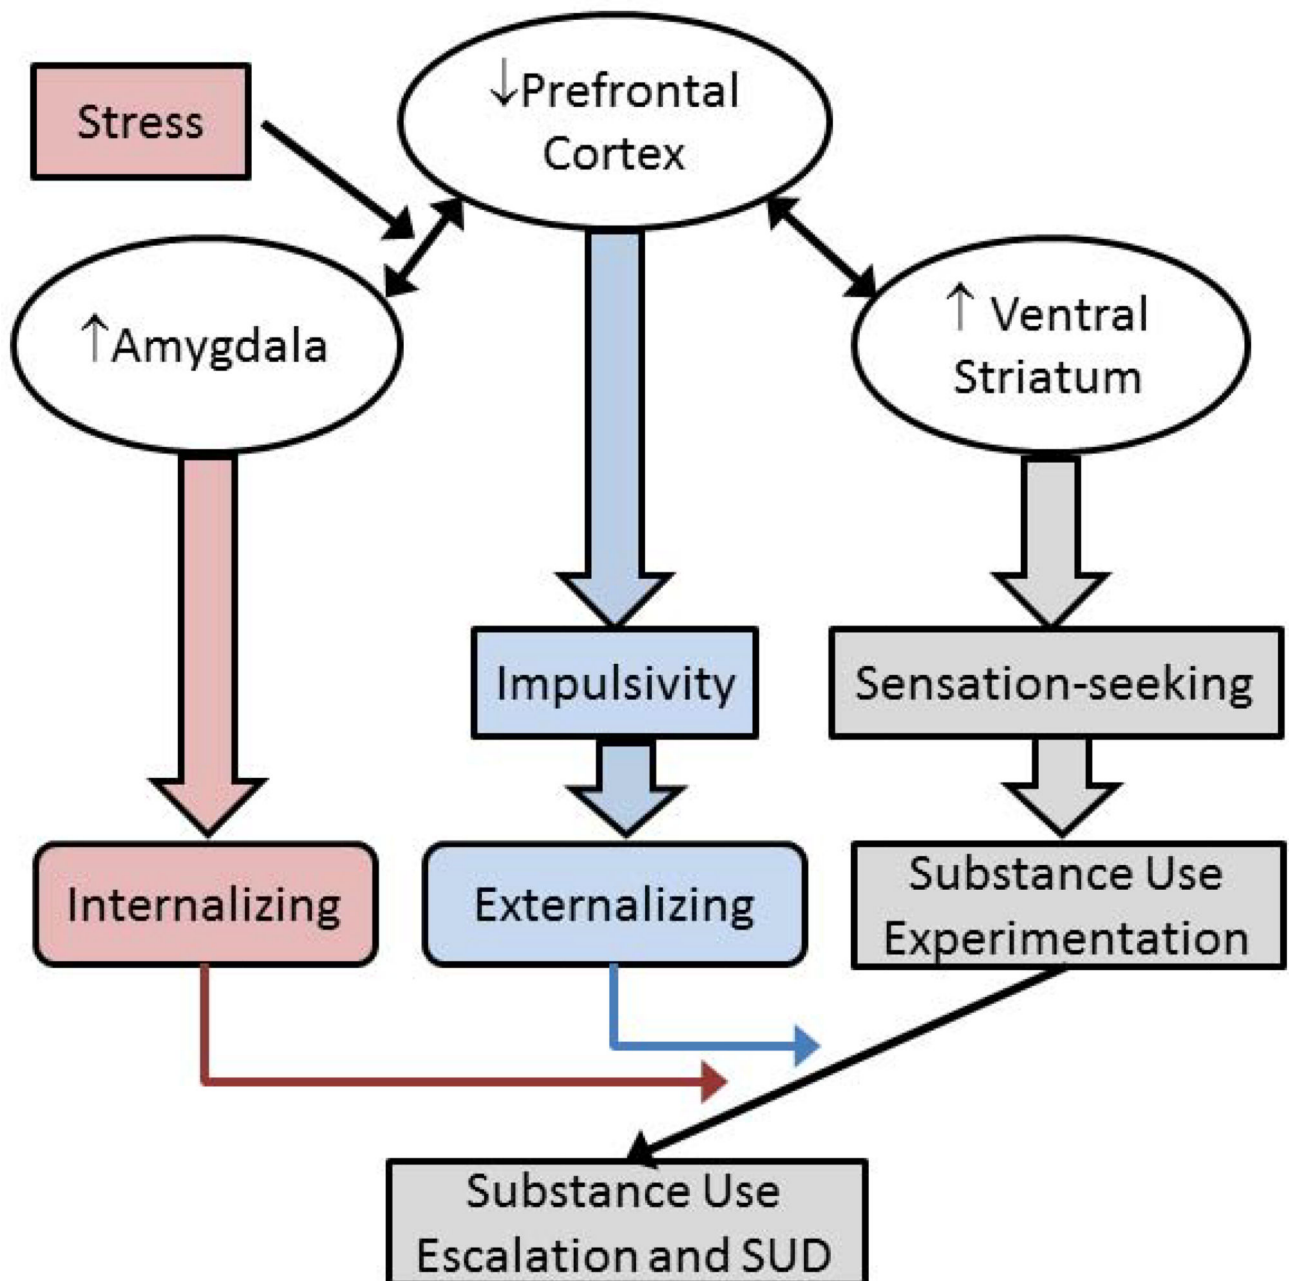 Stress
↓Prefrontal
Cortex
↑Amygdala
↑ Ventral
Striatum
Impulsivity
Sensation-seeking
Internalizing
Externalizing
Substance Use
Experimentation
Substance Use
Escalation and SUD